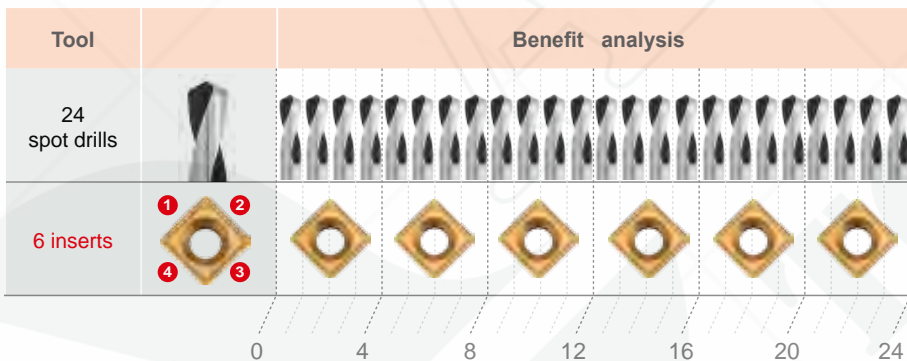 Tool Benefit analysis
24
spot drills
1 2
6 inserts
4 3
0 4 8 12 16 20 24